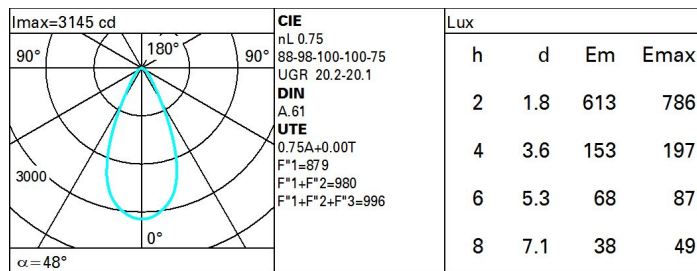 Imax=3145 cd
90°
180°
90°
3000
0°
α=48°
CIE
nL 0.75
88-98-100-100-75
UGR 20.2-20.1
DIN
A.61
UTE
0.75A+0.00T
F"1=879
F"1+F"2=980
F"1+F"2+F"3=996
Lux
h d Em Emax
2 1.8 613 786
4 3.6 153 197
6 5.3 68 87
8 7.1 38 49